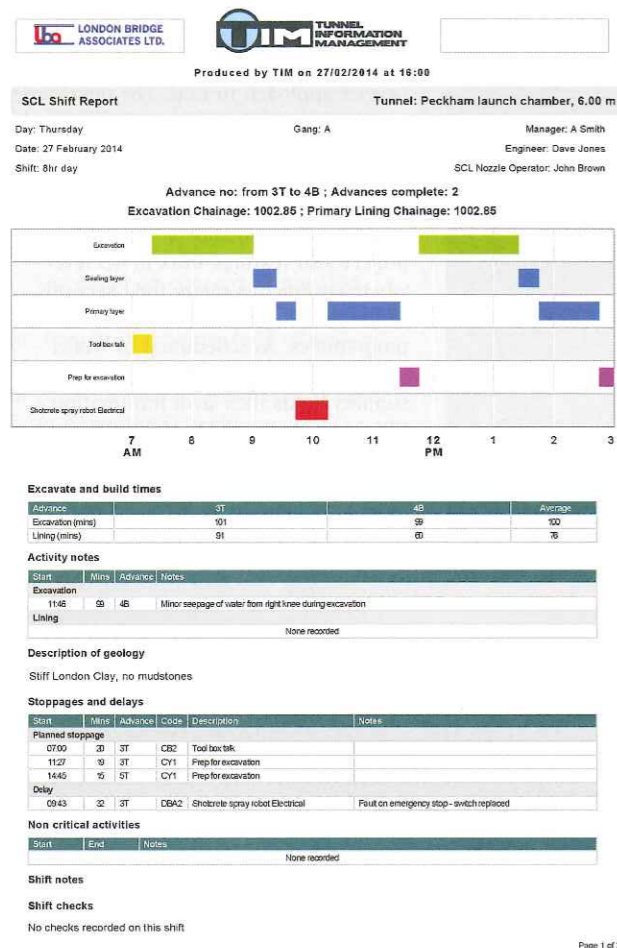 lba LONDON BRIDGE
ASSOCIATES LTD.
TIM TUNNEL
INFORMATION
MANAGEMENT
Produced by TIM on 27/02/2014 at 16:00
SCL Shift Report Tunnel: Peckham launch chamber, 6.00 m
Day: Thursday Gang: A Manager: A Smith
Date: 27 February 2014 Engineer: Dave Jones
Shift: 8hr day SCL Nozzle Operator: John Brown
Advance no: from 3T to 4B ; Advances complete: 2
Excavation Chainage: 1002.85 ; Primary Lining Chainage: 1002.85
Excavation
Sealing layer
Primary layer
Tool box talk
Prep for excavation
Shotcrete spray robot Electrical
7 8 9 10 11 12 1 2 3
AM PM
Excavate and build times
Advance 3T 4B Average
Excavation (mins) 101 99 100
Lining (mins) 91 60 76
Activity notes
Start Mins Advance Notes
Excavation
11:46 99 4B Minor seepage of water from right knee during excavation
Lining
None recorded
Description of geology
Stiff London Clay, no mudstones
Stoppages and delays
Start Mins Advance Code Description Notes
Planned stoppage
07:00 20 3T CB2 Tool box talk
11:27 19 3T CY1 Prep for excavation
14:45 15 5T CY1 Prep for excavation
Delay
09:43 32 3T DBA2 Shotcrete spray robot Electrical Fault on emergency stop - switch replaced
Non critical activities
Start End Notes
None recorded
Shift notes
Shift checks
No checks recorded on this shift
Page 1 of